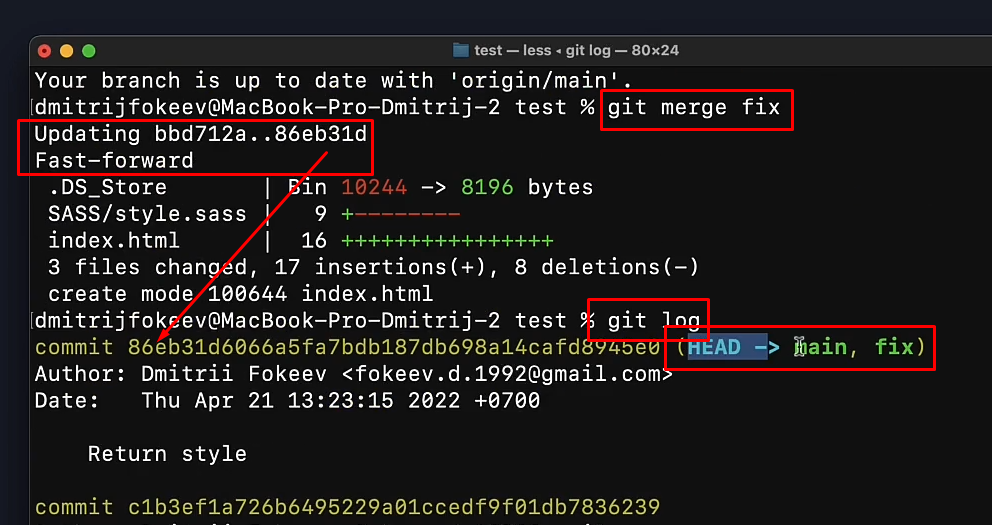 test — less ◂ git log — 80×24
Your branch is up to date with 'origin/main'.
[dmitrijfokeev@MacBook-Pro-Dmitrij-2 test % git merge fix
Updating bbd712a..86eb31d
Fast-forward
.DS_Store | Bin 10244 -> 8196 bytes
SASS/style.sass | 9 +--------
index.html | 16 ++++++++++++++++
3 files changed, 17 insertions(+), 8 deletions(-)
create mode 100644 index.html
[dmitrijfokeev@MacBook-Pro-Dmitrij-2 test % git log
commit 86eb31d6066a5fa7bdb187db698a14cafd8945e0 (HEAD -> main, fix)
Author: Dmitrii Fokeev <fokeev.d.1992@gmail.com>
Date: Thu Apr 21 13:23:15 2022 +0700
Return style
commit c1b3ef1a726b6495229a01ccedf9f01db7836239